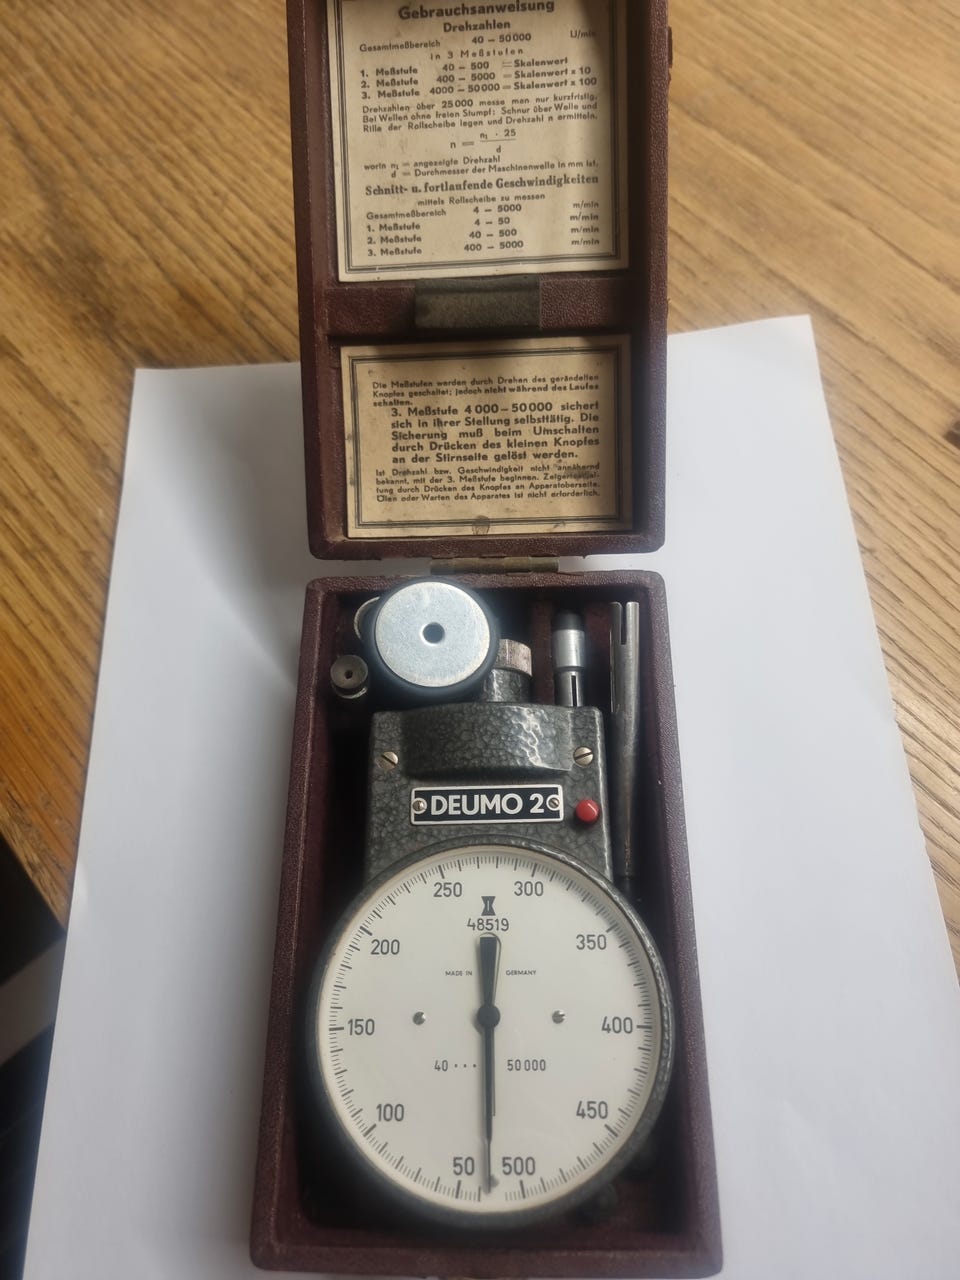 Gebrauchsanweisung
Drehzahlen
Gesamtmeßbereich 40 – 50000 U/min
in 3 Meßstufen
1. Meßstufe 40 – 500 = Skalenwert
2. Meßstufe 400 – 5000 = Skalenwert x 10
3. Meßstufe 4000 – 50000 = Skalenwert x 100
Drehzahlen über 25000 messe man nur kurzfristig.
Bei Wellen ohne freien Stumpf: Schnur über Welle und
Rille der Rollscheibe legen und Drehzahl n ermitteln.
n = n₁ · 25 / d
worin n₁ = angezeigte Drehzahl
d = Durchmesser der Maschinenwelle in mm ist.
Schnitt- u. fortlaufende Geschwindigkeiten
mittels Rollscheibe zu messen
Gesamtmeßbereich 4 – 5000 m/min
1. Meßstufe 4 – 50 m/min
2. Meßstufe 40 – 500 m/min
3. Meßstufe 400 – 5000 m/min
Die Meßstufen werden durch Drehen des gerändelten
Knopfes geschaltet; jedoch nicht während des Laufes
schalten.
3. Meßstufe 4000–50000 sichert
sich in ihrer Stellung selbsttätig. Die
Sicherung muß beim Umschalten
durch Drücken des kleinen Knopfes
an der Stirnseite gelöst werden.
Ist Drehzahl bzw. Geschwindigkeit nicht annähernd
bekannt, mit der 3. Meßstufe beginnen.
tung durch Drücken des Knopfes an Apparatoberseite.
Ölen oder Warten des Apparates ist nicht erforderlich.
DEUMO 2
250 300
48519
200 350
MADE IN GERMANY
150 400
40 · · · 50000
100 450
50 500